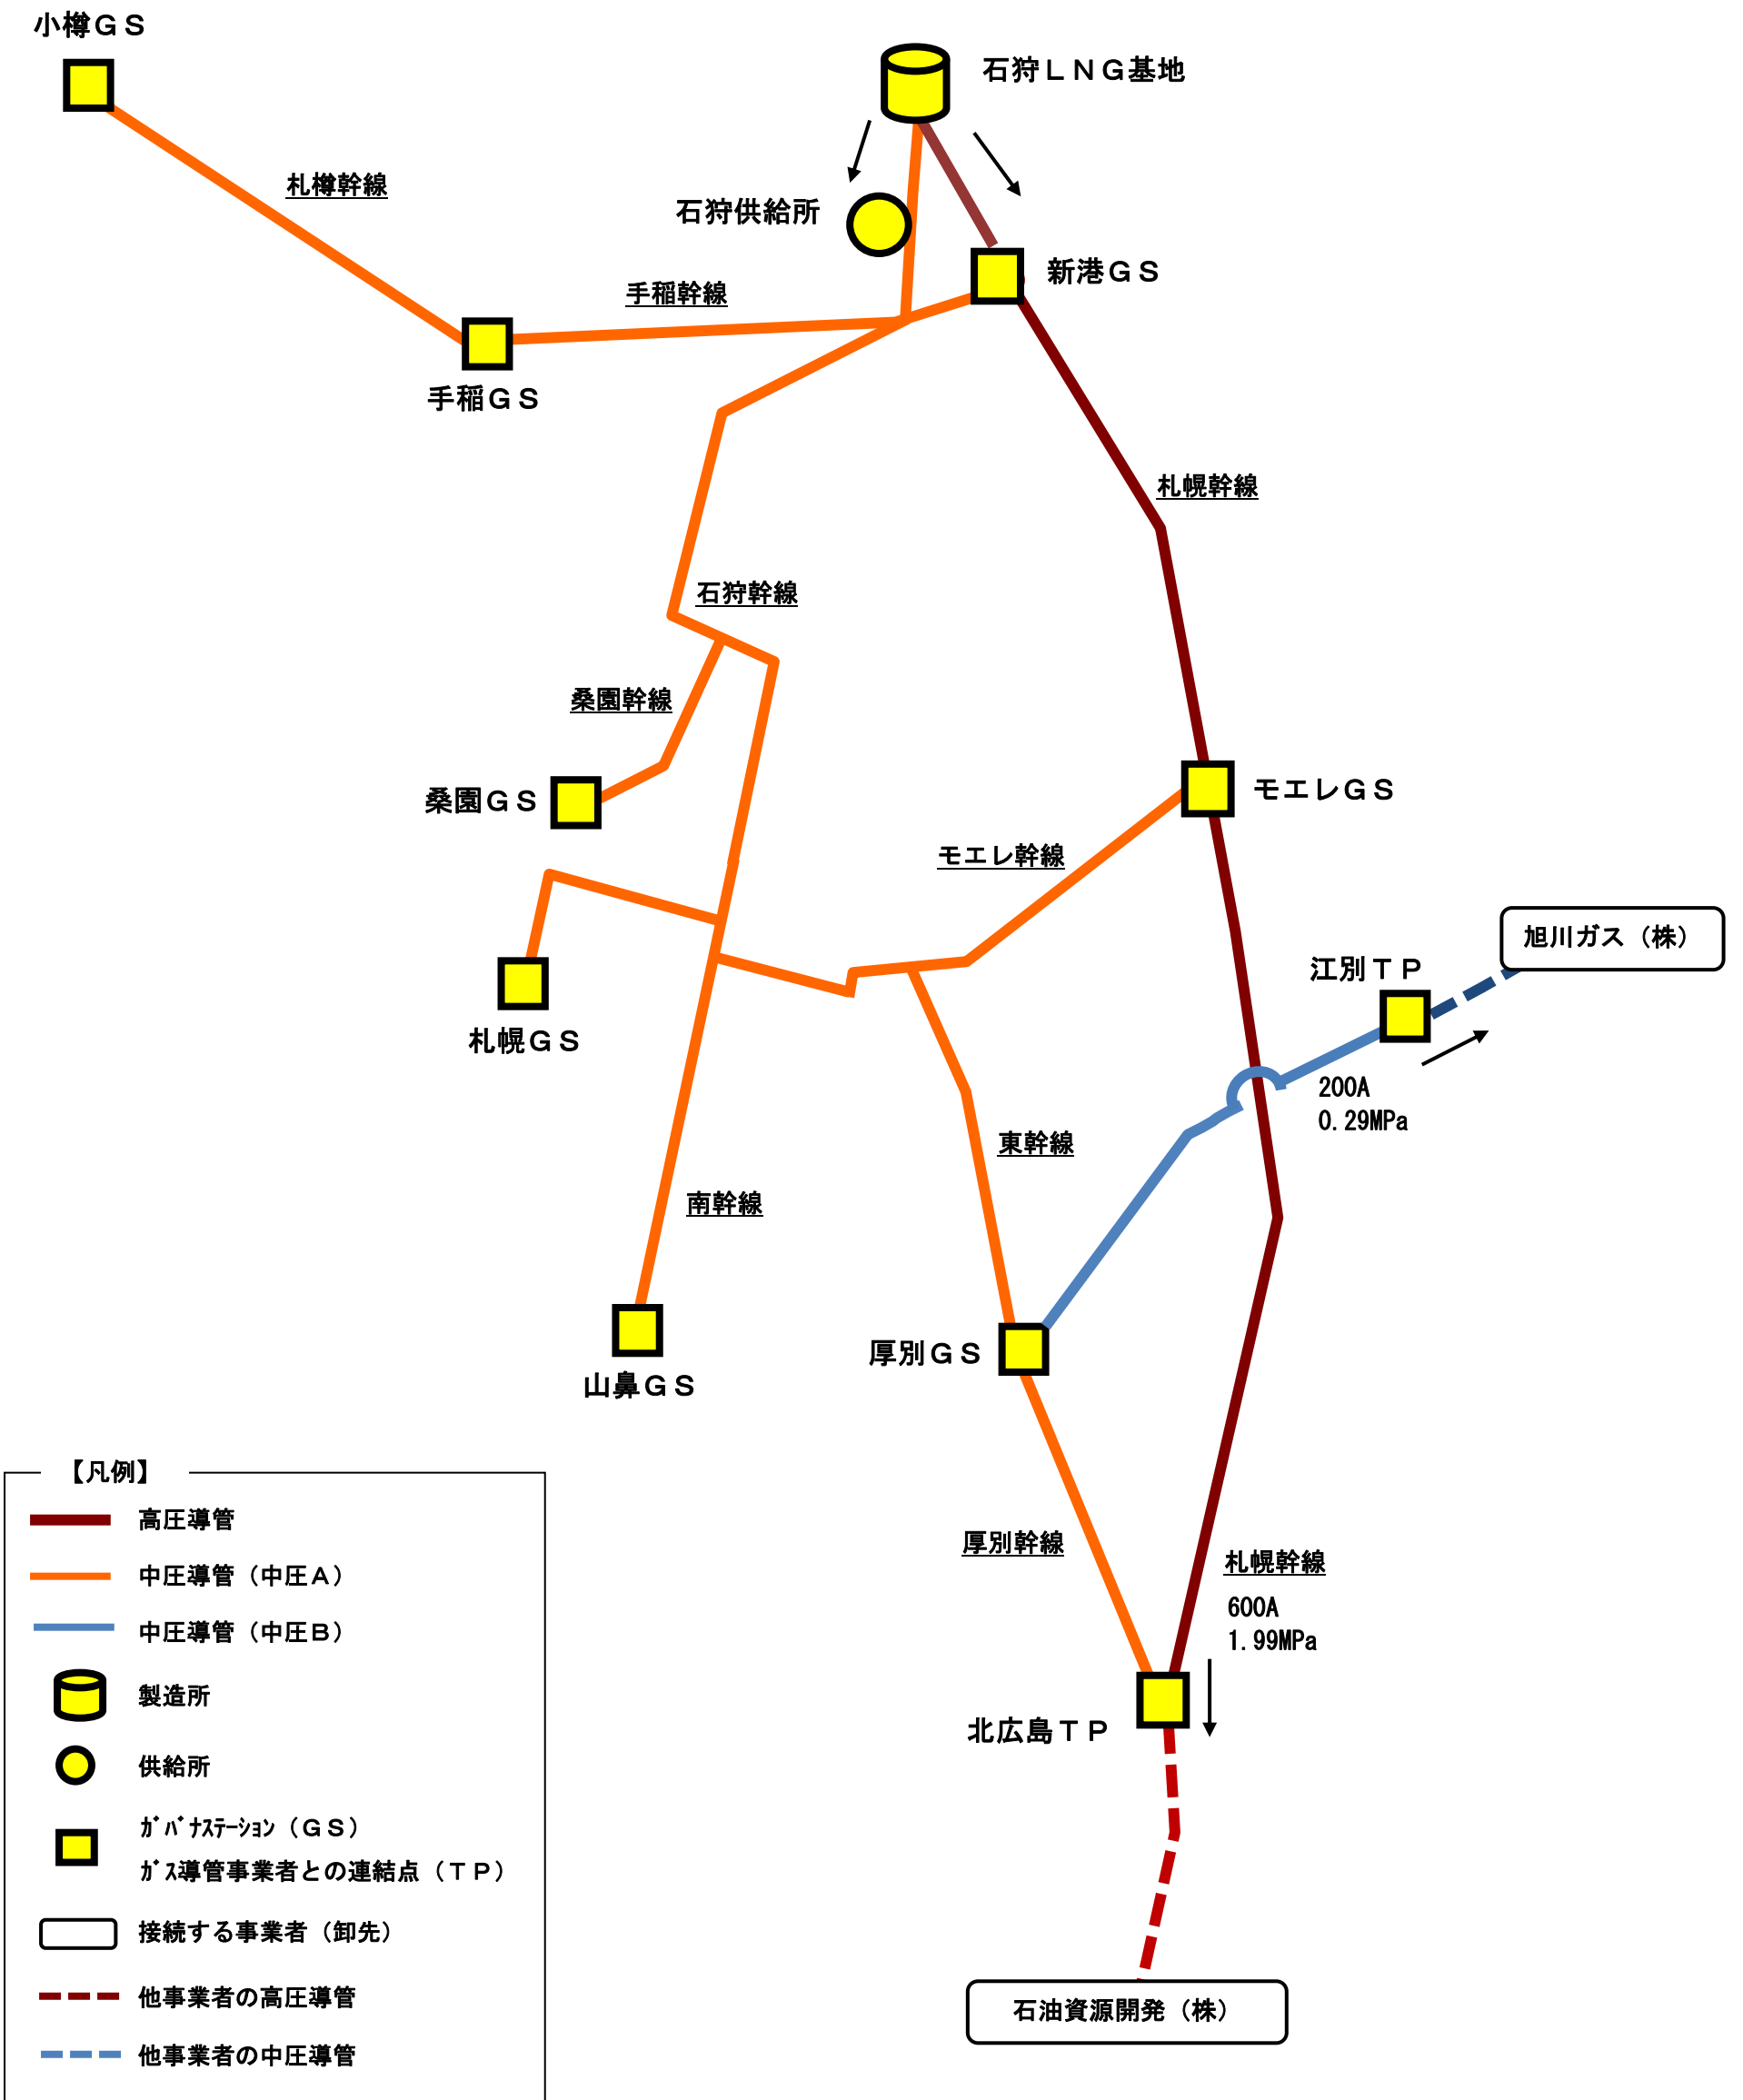 小樽ＧＳ
石狩ＬＮＧ基地
札樽幹線
石狩供給所
新港ＧＳ
手稲幹線
手稲ＧＳ
札幌幹線
石狩幹線
桑園幹線
桑園ＧＳ
モエレＧＳ
モエレ幹線
旭川ガス（株）
江別ＴＰ
札幌ＧＳ
200A
0.29MPa
東幹線
南幹線
厚別ＧＳ
山鼻ＧＳ
厚別幹線
札幌幹線
600A
1.99MPa
北広島ＴＰ
石油資源開発（株）
【凡例】
高圧導管
中圧導管（中圧Ａ）
中圧導管（中圧Ｂ）
製造所
供給所
ｶﾞﾊﾞﾅｽﾃｰｼｮﾝ（ＧＳ）
ｶﾞｽ導管事業者との連結点（ＴＰ）
接続する事業者（卸先）
他事業者の高圧導管
他事業者の中圧導管